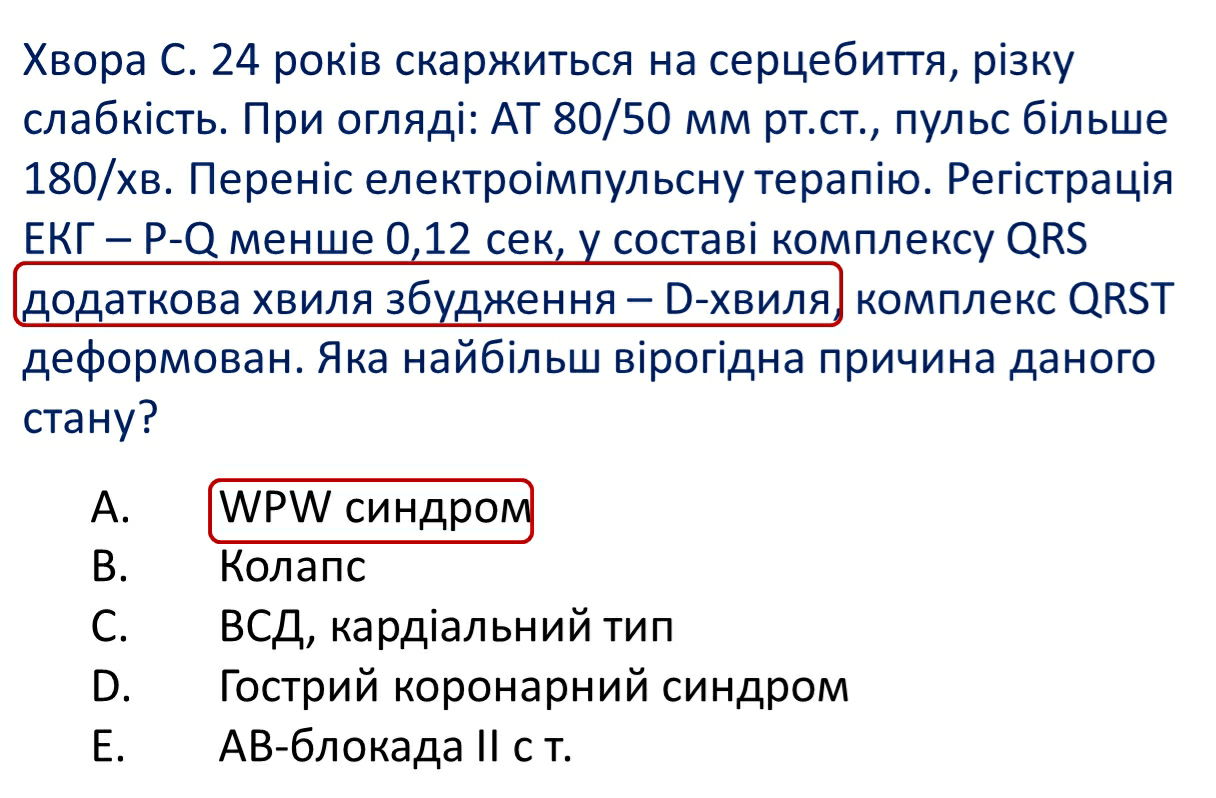 Хвора С. 24 років скаржиться на серцебиття, різку
слабкість. При огляді: АТ 80/50 мм рт.ст., пульс більше
180/хв. Переніс електроімпульсну терапію. Регістрація
ЕКГ – P-Q менше 0,12 сек, у составі комплексу QRS
додаткова хвиля збудження – D-хвиля, комплекс QRST
деформован. Яка найбільш вірогідна причина даного
стану?
A. WPW синдром
B. Колапс
C. ВСД, кардіальний тип
D. Гострий коронарний синдром
E. АВ-блокада II с т.